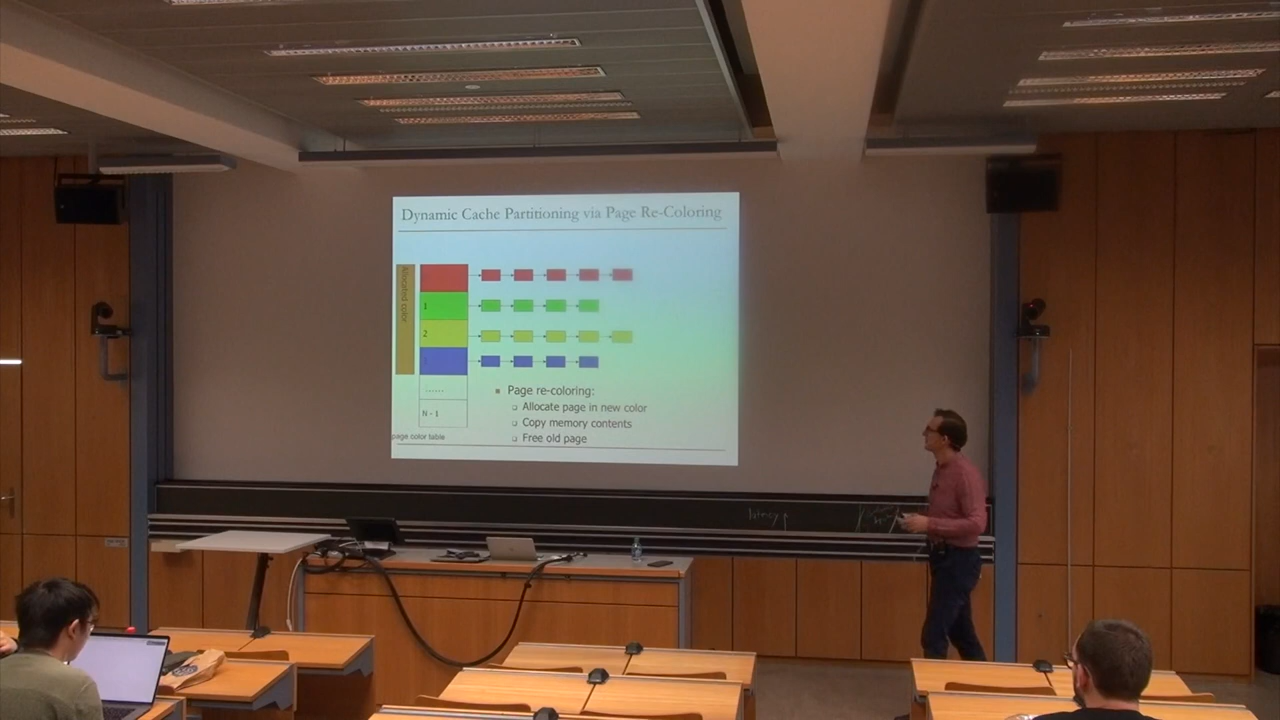 Dynamic Cache Partitioning via Page Re-Coloring
Allocated color
1
2
......
N - 1
page color table
Page re-coloring:
Allocate page in new color
Copy memory contents
Free old page